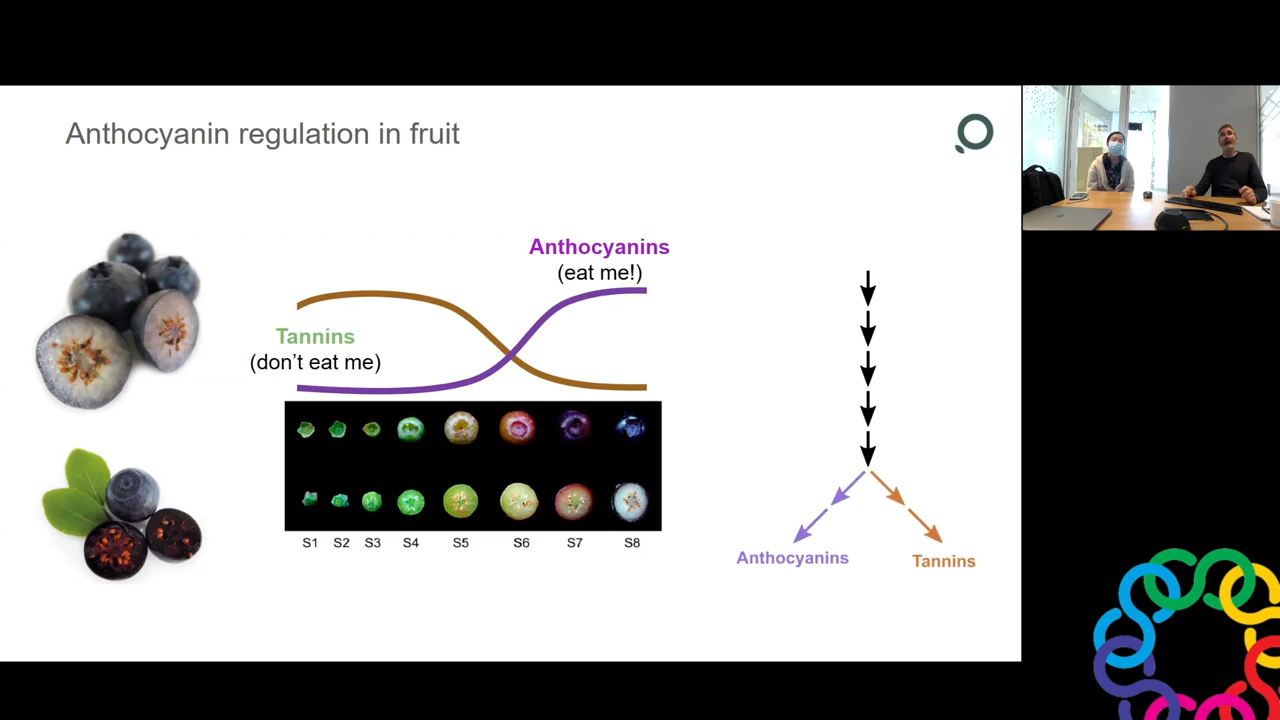 Anthocyanin regulation in fruit
Anthocyanins
(eat me!)
Tannins
(don't eat me)
S1 S2 S3 S4 S5 S6 S7 S8
Anthocyanins
Tannins